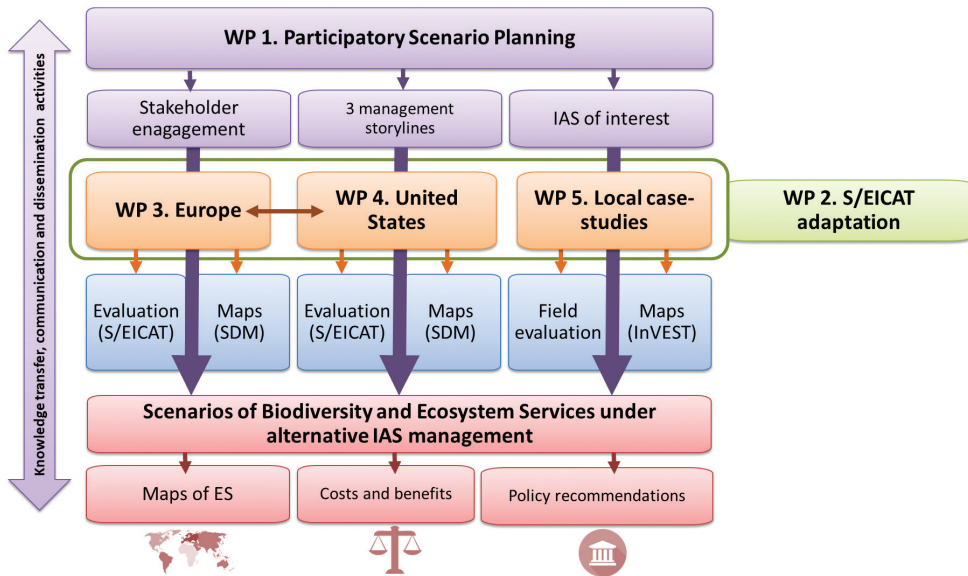 WP 1. Participatory Scenario Planning
Knowledge transfer, communication and dissemination activities
Stakeholder
enagagement
3 management
storylines
IAS of interest
WP 3. Europe
WP 4. United
States
WP 5. Local case-
studies
WP 2. S/EICAT
adaptation
Evaluation
(S/EICAT)
Maps
(SDM)
Evaluation
(S/EICAT)
Maps
(SDM)
Field
evaluation
Maps
(InVEST)
Scenarios of Biodiversity and Ecosystem Services under
alternative IAS management
Maps of ES
Costs and benefits
Policy recommendations